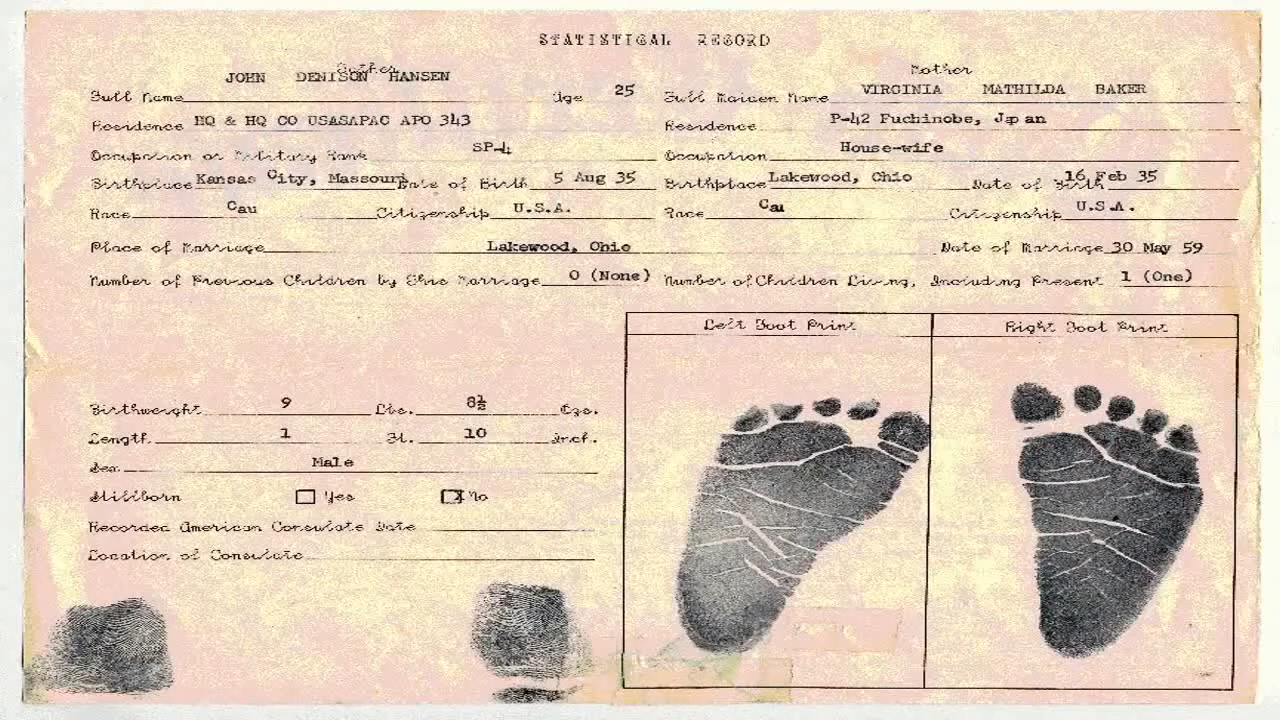 STATISTICAL RECORD
Father Mother
Full Name JOHN DENISON HANSEN Age 25 Full Maiden Name VIRGINIA MATHILDA BAKER
Residence HQ & HQ CO USASAPAC APO 343 Residence P-42 Fuchinobe, Jpan
Occupation or Military Rank SP-4 Occupation House-wife
Birthplace Kansas City, Massouri Date of Birth 5 Aug 35 Birthplace Lakewood, Ohio Date of Birth 16 Feb 35
Race Cau Citizenship U.S.A. Race Cau Citizenship U.S.A.
Place of Marriage Lakewood, Ohio Date of Marriage 30 May 59
Number of Previous Children by This Marriage 0 (None) Number of Children Living, Including Present 1 (One)
Left Foot Print Right Foot Print
Birthweight 9 Lbs. 8½ Ozs.
Length 1 Ft. 10 Inch.
Sex Male
Stillborn Yes X No
Recorded American Consulate Date
Location of Consulate